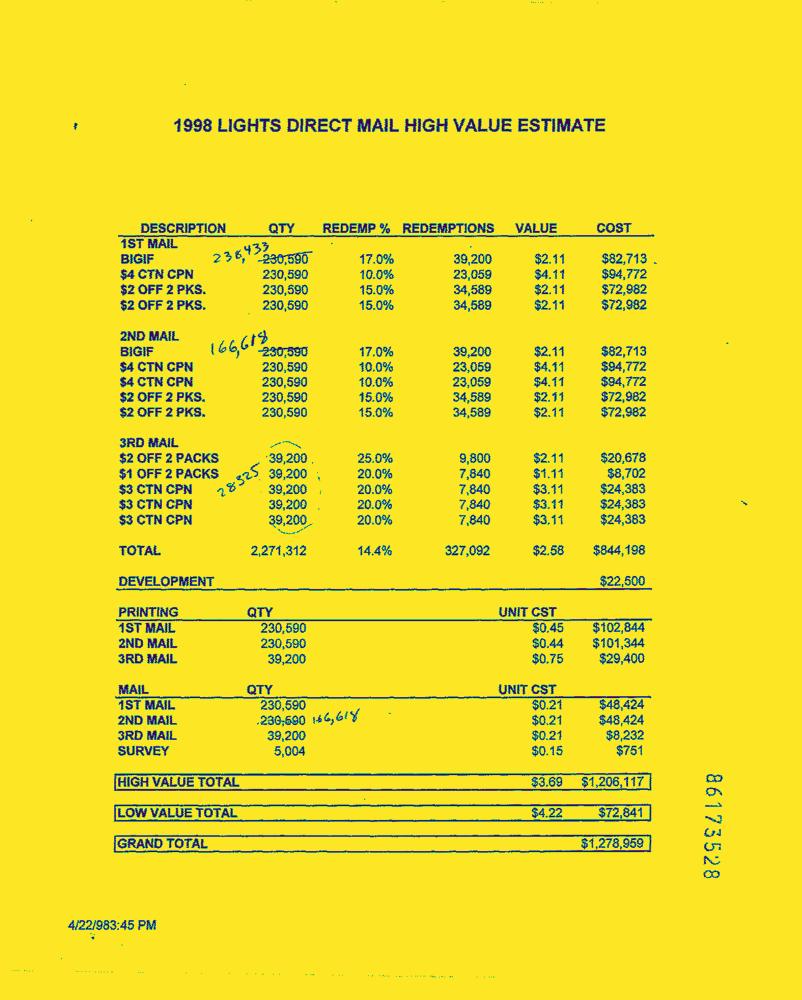 1998 LIGHTS DIRECT MAIL HIGH VALUE ESTIMATE
DESCRIPTION QTY REDEMP % REDEMPTIONS VALUE COST
1ST MAIL
BIGIF 236,433 230,590 17.0% 39,200 $2.11 $82,713
$4 CTN CPN 230,590 10.0% 23,059 $4.11 $94,772
$2 OFF 2 PKS. 230,590 15.0% 34,589 $2.11 $72,982
$2 OFF 2 PKS. 230,590 15.0% 34,589 $2.11 $72,982
2ND MAIL
BIGIF 166,618 230,590 17.0% 39,200 $2.11 $82,713
$4 CTN CPN 230,590 10.0% 23,059 $4.11 $94,772
$4 CTN CPN 230,590 10.0% 23,059 $4.11 $94,772
$2 OFF 2 PKS. 230,590 15.0% 34,589 $2.11 $72,982
$2 OFF 2 PKS. 230,590 15.0% 34,589 $2.11 $72,982
3RD MAIL
$2 OFF 2 PACKS 39,200 25.0% 9,800 $2.11 $20,678
$1 OFF 2 PACKS 39,200 20.0% 7,840 $1.11 $8,702
$3 CTN CPN 28325 39,200 20.0% 7,840 $3.11 $24,383
$3 CTN CPN 39,200 20.0% 7,840 $3.11 $24,383
$3 CTN CPN 39,200 20.0% 7,840 $3.11 $24,383
TOTAL 2,271,312 14.4% 327,092 $2.58 $844,198
DEVELOPMENT $22,500
PRINTING QTY UNIT CST
1ST MAIL 230,590 $0.45 $102,844
2ND MAIL 230,590 $0.44 $101,344
3RD MAIL 39,200 $0.75 $29,400
MAIL QTY UNIT CST
1ST MAIL 230,590 $0.21 $48,424
2ND MAIL 230,590 166,618 $0.21 $48,424
3RD MAIL 39,200 $0.21 $8,232
SURVEY 5,004 $0.15 $751
HIGH VALUE TOTAL $3.69 $1,206,117
LOW VALUE TOTAL $4.22 $72,841
GRAND TOTAL $1,278,959
86173528
4/22/983:45 PM